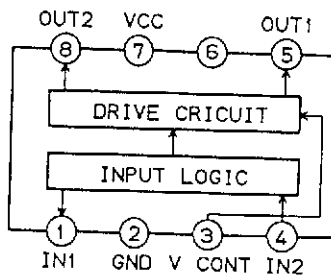 OUT2 VCC OUT1
8 7 6 5
DRIVE CRICUIT
INPUT LOGIC
1 2 3 4
IN1 GND V CONT IN2